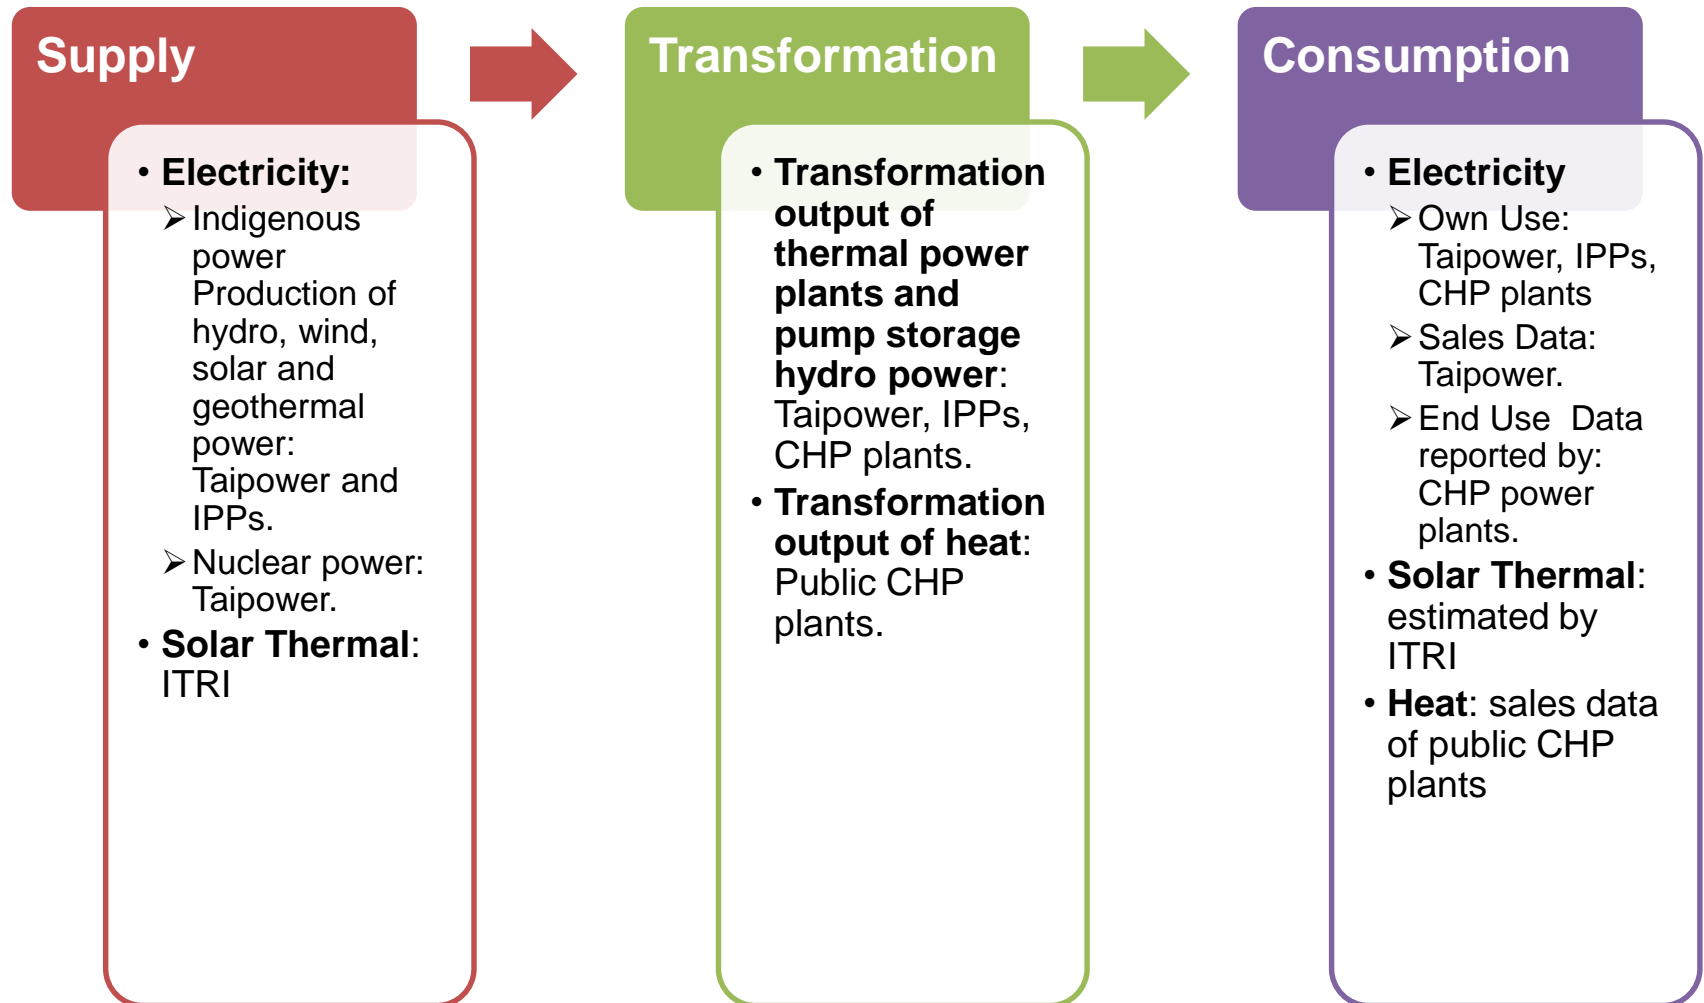 Supply
• Electricity:
➢ Indigenous
power
Production of
hydro, wind,
solar and
geothermal
power:
Taipower and
IPPs.
➢ Nuclear power:
Taipower.
• Solar Thermal:
ITRI
Transformation
• Transformation
output of
thermal power
plants and
pump storage
hydro power:
Taipower, IPPs,
CHP plants.
• Transformation
output of heat:
Public CHP
plants.
Consumption
• Electricity
➢ Own Use:
Taipower, IPPs,
CHP plants
➢ Sales Data:
Taipower.
➢ End Use  Data
reported by:
CHP power
plants.
• Solar Thermal:
estimated by
ITRI
• Heat: sales data
of public CHP
plants